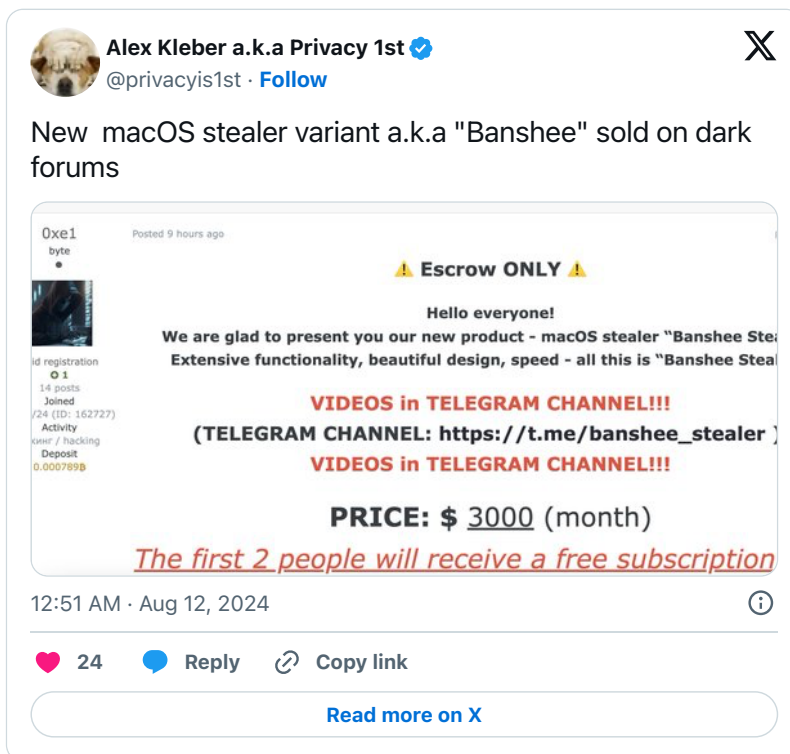 Alex Kleber a.k.a Privacy 1st
@privacyis1st · Follow
New macOS stealer variant a.k.a "Banshee" sold on dark
forums
0xe1
byte
Posted 9 hours ago
Escrow ONLY
Hello everyone!
We are glad to present you our new product - macOS stealer “Banshee Stea
Extensive functionality, beautiful design, speed - all this is “Banshee Steal
id registration
1
14 posts
Joined
/24 (ID: 162727)
Activity
кинг / hacking
Deposit
0.000789₿
VIDEOS in TELEGRAM CHANNEL!!!
(TELEGRAM CHANNEL: https://t.me/banshee_stealer )
VIDEOS in TELEGRAM CHANNEL!!!
PRICE: $ 3000 (month)
The first 2 people will receive a free subscription
12:51 AM · Aug 12, 2024
24 Reply Copy link
Read more on X